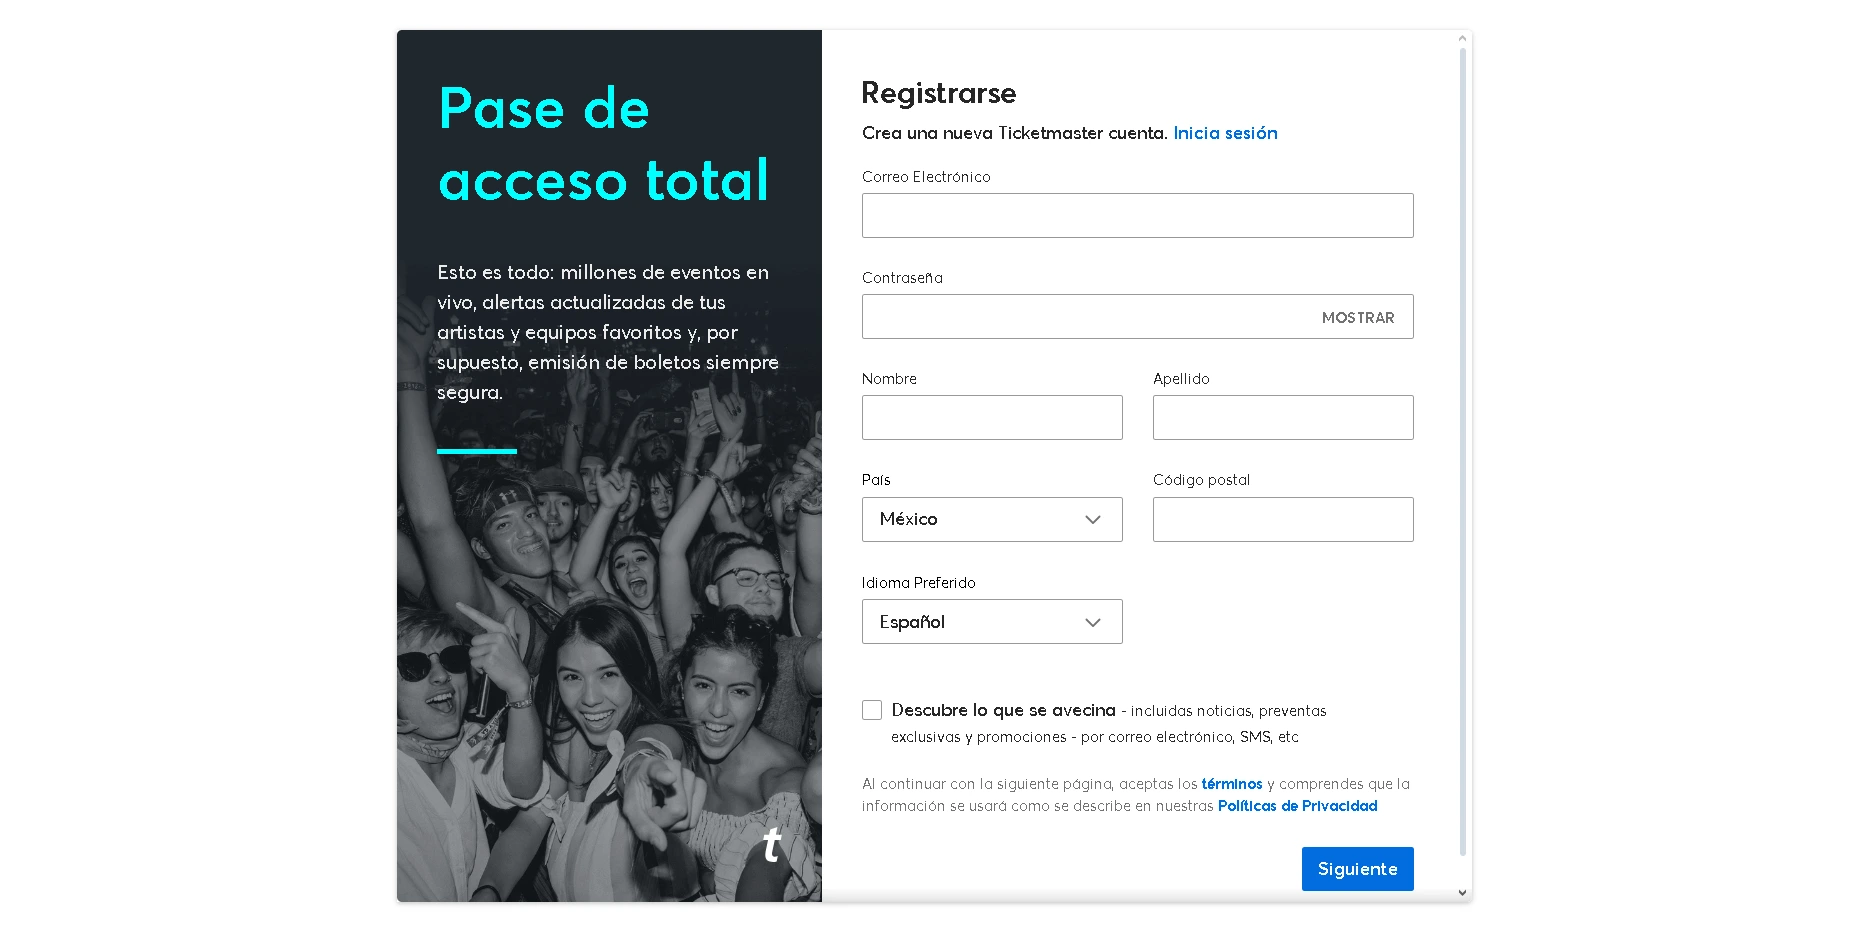 Pase de
acceso total
Esto es todo: millones de eventos en
vivo, alertas actualizadas de tus
artistas y equipos favoritos y, por
supuesto, emisión de boletos siempre
segura.
t
Registrarse
Crea una nueva Ticketmaster cuenta. Inicia sesión
Correo Electrónico
Contraseña
MOSTRAR
Nombre Apellido
País Código postal
México
Idioma Preferido
Español
Descubre lo que se avecina - incluidas noticias, preventas
exclusivas y promociones - por correo electrónico, SMS, etc
Al continuar con la siguiente página, aceptas los términos y comprendes que la
información se usará como se describe en nuestras Políticas de Privacidad
Siguiente